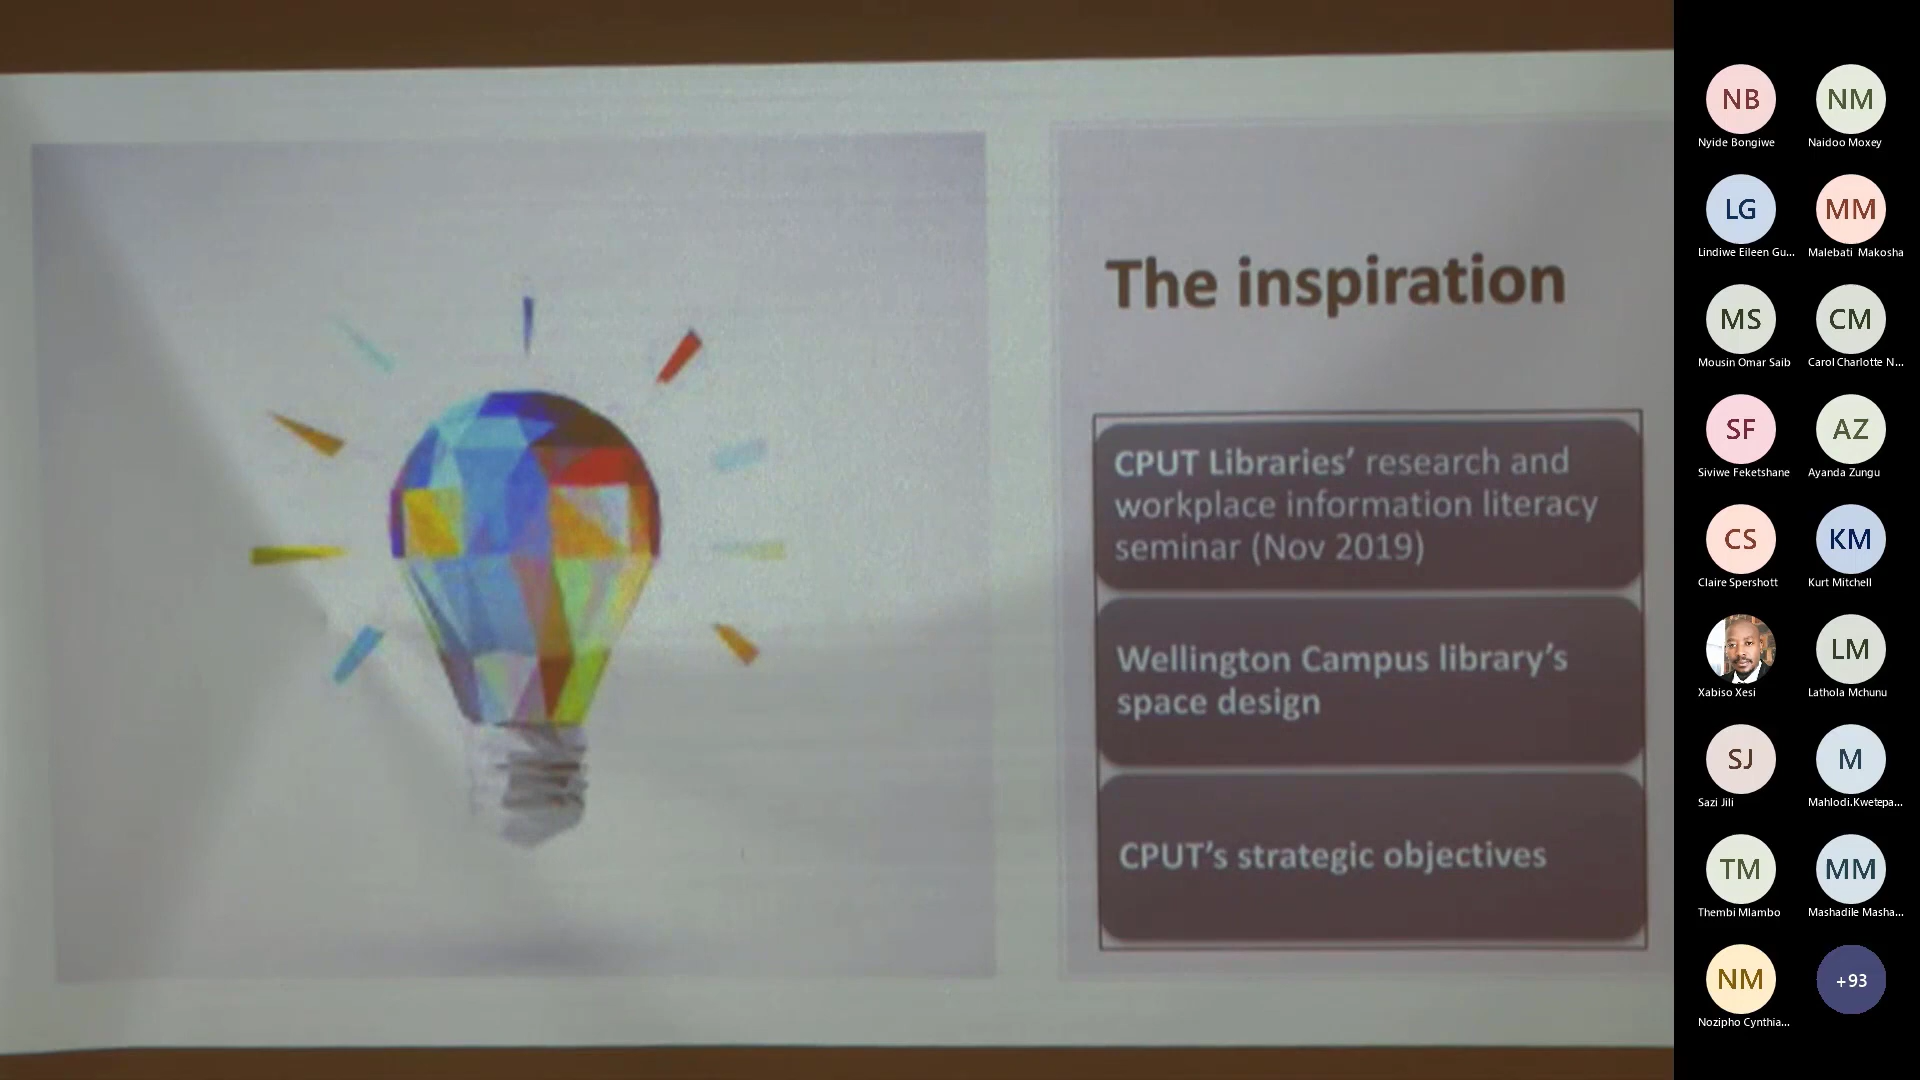 The inspiration
CPUT Libraries’ research and
workplace information literacy
seminar (Nov 2019)
Wellington Campus library’s
space design
CPUT’s strategic objectives
NB
NM
Nyide Bongiwe
Naidoo Moxey
LG
MM
Lindiwe Eileen Gu...
Malebati Makosha
MS
CM
Mousin Omar Saib
Carol Charlotte N...
SF
AZ
Siviwe Feketshane
Ayanda Zungu
CS
KM
Claire Spershott
Kurt Mitchell
LM
Xabiso Xesi
Lathola Mchunu
SJ
M
Sazi Jili
Mahlodi.Kwetepa...
TM
MM
Thembi Mlambo
Mashadile Masha...
NM
+93
Nozipho Cynthia...